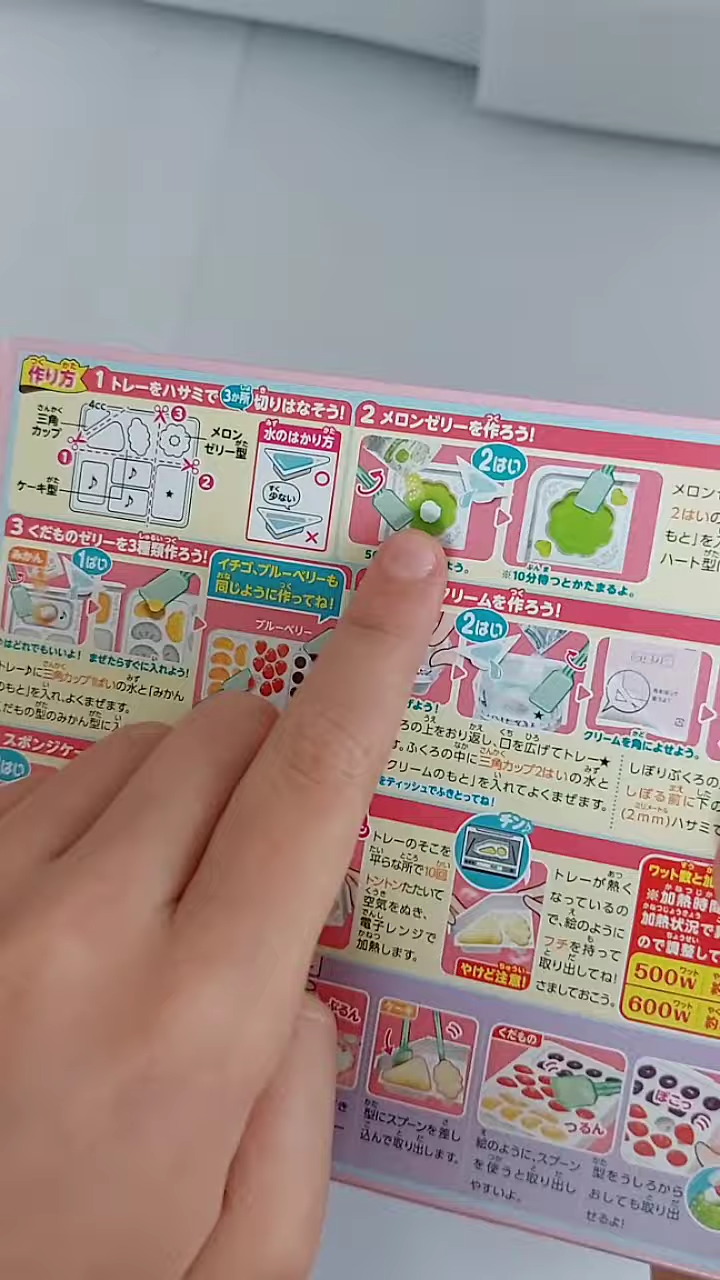 作り方
1 トレーをハサミで3か所切りはなそう!
三角カップ
4cc
メロンゼリー型
ケーキ型
1
2
3
水のはかり方
すく少ない
2 メロンゼリーを作ろう!
2はい
※10分待つとかたまるよ。
メロン
2はいの
もと」を入
ハート型に
3 くだものゼリーを3種類作ろう!
みかん
1ぱい
はどれでもいいよ!
まぜたらすぐに入れよう!
イチゴ、ブルーベリーも
同じように作ってね!
ブルーベリー
トレー♪に三角カップ1ぱいの水と「みかん
のもと」を入れ、よくまぜます。
だもの型のみかん型に入
クリームを作ろう!
2はい
クリームを角によせよう。
ろの上をおり返し、口を広げてトレー★
す。ふくろの中に三角カップ2はいの水と
クリームのもと」を入れてよくまぜます。
をティッシュでふきとってね!
しぼりぶくろの
しぼる前に下の
(2mm)ハサミで
スポンジケー
はい
トレーのそこを
平らな所で10回
トントンたたいて
空気をぬき、
電子レンジで
加熱します。
チン♪
やけど注意!
トレーが熱く
なっているの
で、絵のように
フチを持って
取り出してね!
さましておこう。
ワット数と加
※加熱時間
加熱状況で異
ので調整して
500W 約
600W 約
ぷるん
ケーキ
型にスプーンを差し
込んで取り出します。
くだもの
つるん
絵のように、スプーン
を使うと取り出し
やすいよ。
ぽこっ
型をうしろから
おしても取り出
せるよ!